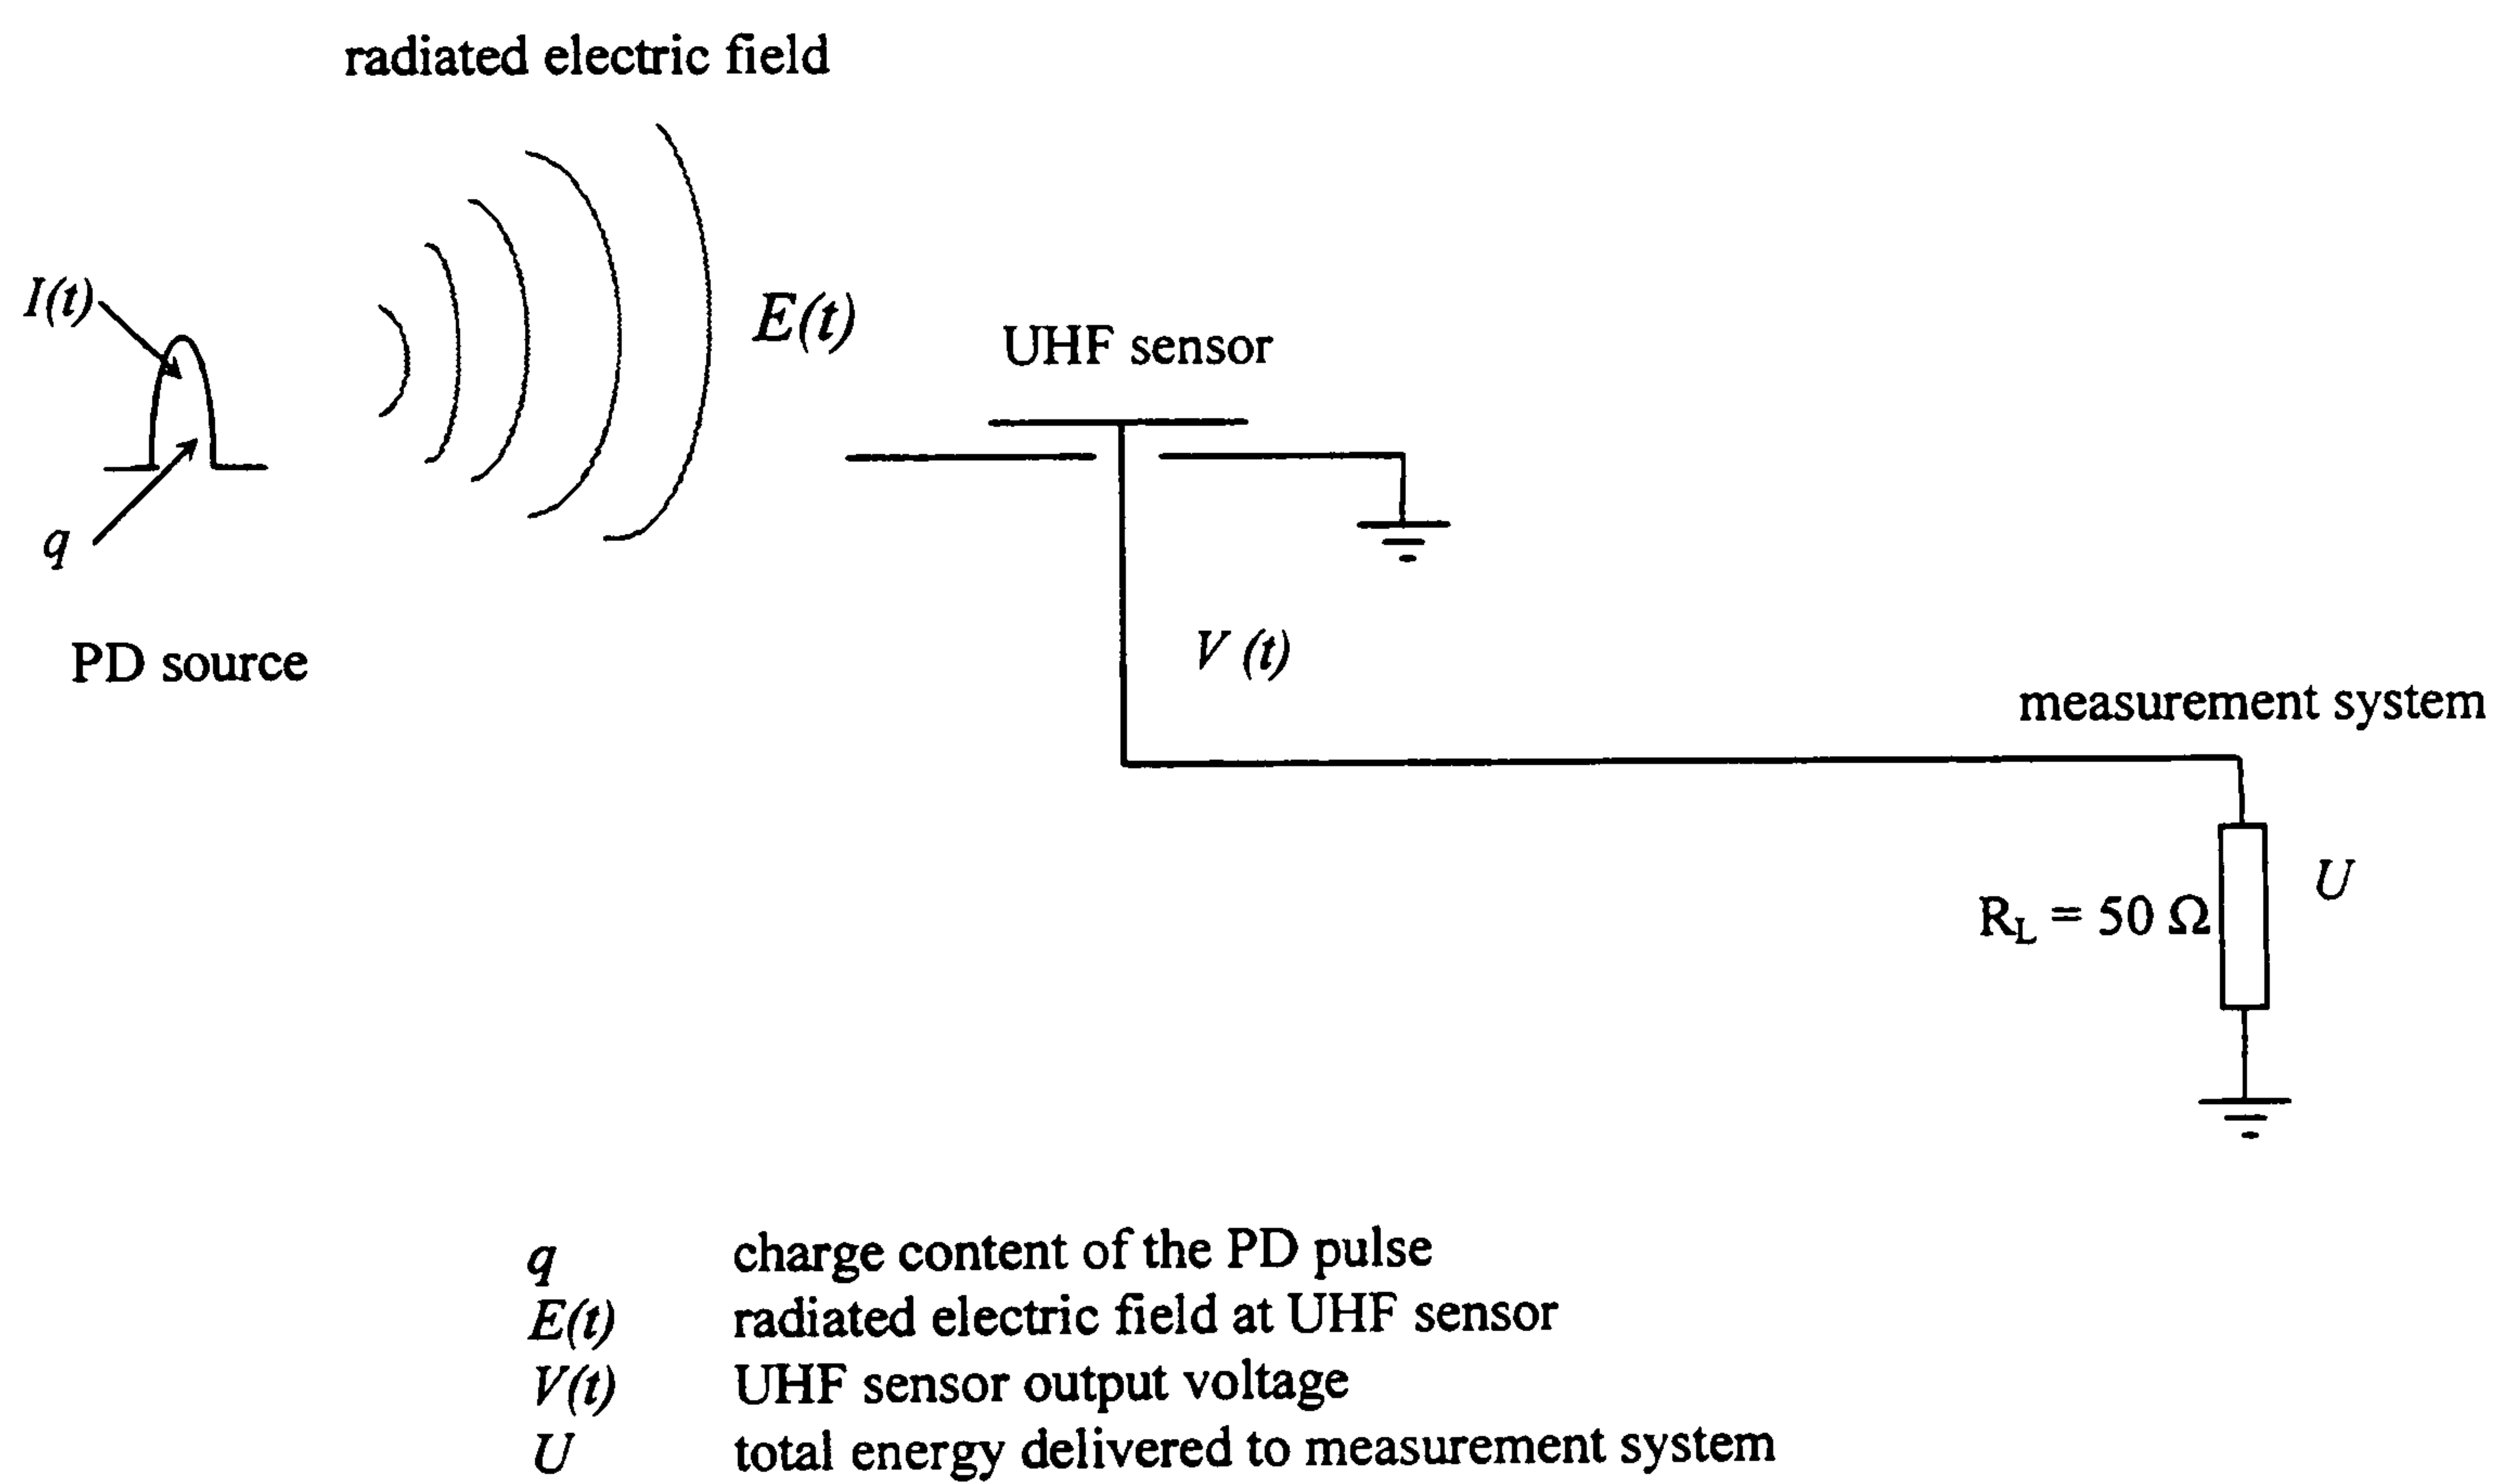 radiated electric field
I(t)
E(t)
UHF sensor
q
PD source
V (t)
measurement system
U
R_L = 50 Ω
q charge content of the PD pulse
E(t) radiated electric field at UHF sensor
V(t) UHF sensor output voltage
U total energy delivered to measurement system